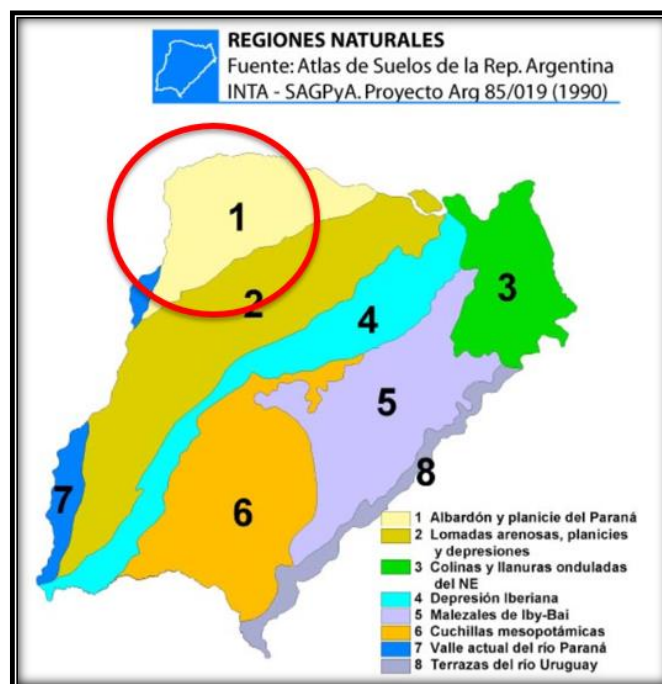 REGIONES NATURALES
Fuente: Atlas de Suelos de la Rep. Argentina
INTA - SAGPyA. Proyecto Arg 85/019 (1990)
1
2
3
4
5
6
7
8
1 Albardón y planicie del Paraná
2 Lomadas arenosas, planicies
y depresiones
3 Colinas y llanuras onduladas
del NE
4 Depresión Iberiana
5 Malezales de Iby-Bai
6 Cuchillas mesopotámicas
7 Valle actual del río Paraná
8 Terrazas del río Uruguay